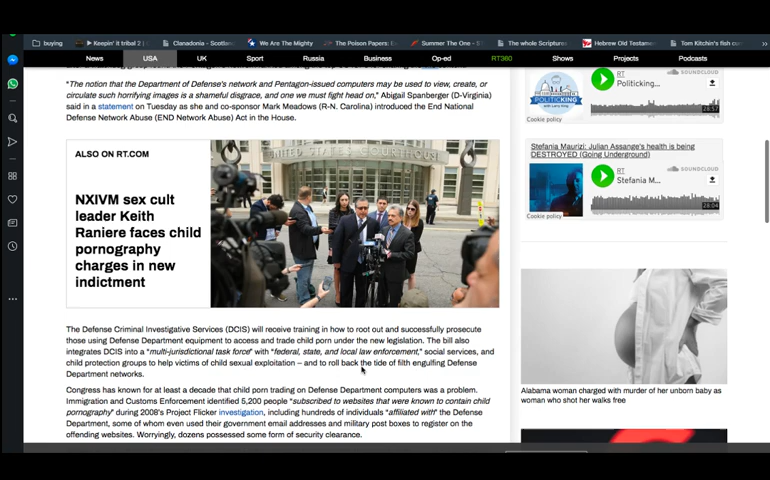 buying
Keepin' it tribal 2
Clanadonia - Scotlan
We Are The Mighty
The Poison Papers: E
Summer The One - S
The whole Scripture
Hebrew Old Testame
Tom Kitchin's fish cu
News
USA
UK
Sport
Russia
Business
Op-ed
RT360
Shows
Projects
Podcasts
"The notion that the Department of Defense's network and Pentagon-issued computers may be used to view, create, or
circulate such horrifying images is a shameful disgrace, and one we must fight head on," Abigail Spanberger (D-Virginia)
said in a statement on Tuesday as she and co-sponsor Mark Meadows (R-N. Carolina) introduced the End National
Defense Network Abuse (END Network Abuse) Act in the House.
ALSO ON RT.COM
NXIVM sex cult
leader Keith
Raniere faces child
pornography
charges in new
indictment
UNITED STATES COURTHOUSE
The Defense Criminal Investigative Services (DCIS) will receive training in how to root out and successfully prosecute
those using Defense Department equipment to access and trade child porn under the new legislation. The bill also
integrates DCIS into a "multi-jurisdictional task force" with "federal, state, and local law enforcement," social services, and
child protection groups to help victims of child sexual exploitation – and to roll back the tide of filth engulfing Defense
Department networks.
Congress has known for at least a decade that child porn trading on Defense Department computers was a problem.
Immigration and Customs Enforcement identified 5,200 people "subscribed to websites that were known to contain child
pornography" during 2008's Project Flicker investigation, including hundreds of individuals "affiliated with" the Defense
Department, some of whom even used their government email addresses and military post boxes to register on the
offending websites. Worryingly, dozens possessed some form of security clearance.
RT
SOUNDCLOUD
Politicking...
POLITICKING
Cookie policy
Stefania Maurizi: Julian Assange's health is being
DESTROYED (Going Underground)
SOUNDCLOUD
RT
Stefania M...
28:04
Cookie policy
Alabama woman charged with murder of her unborn baby as
woman who shot her walks free